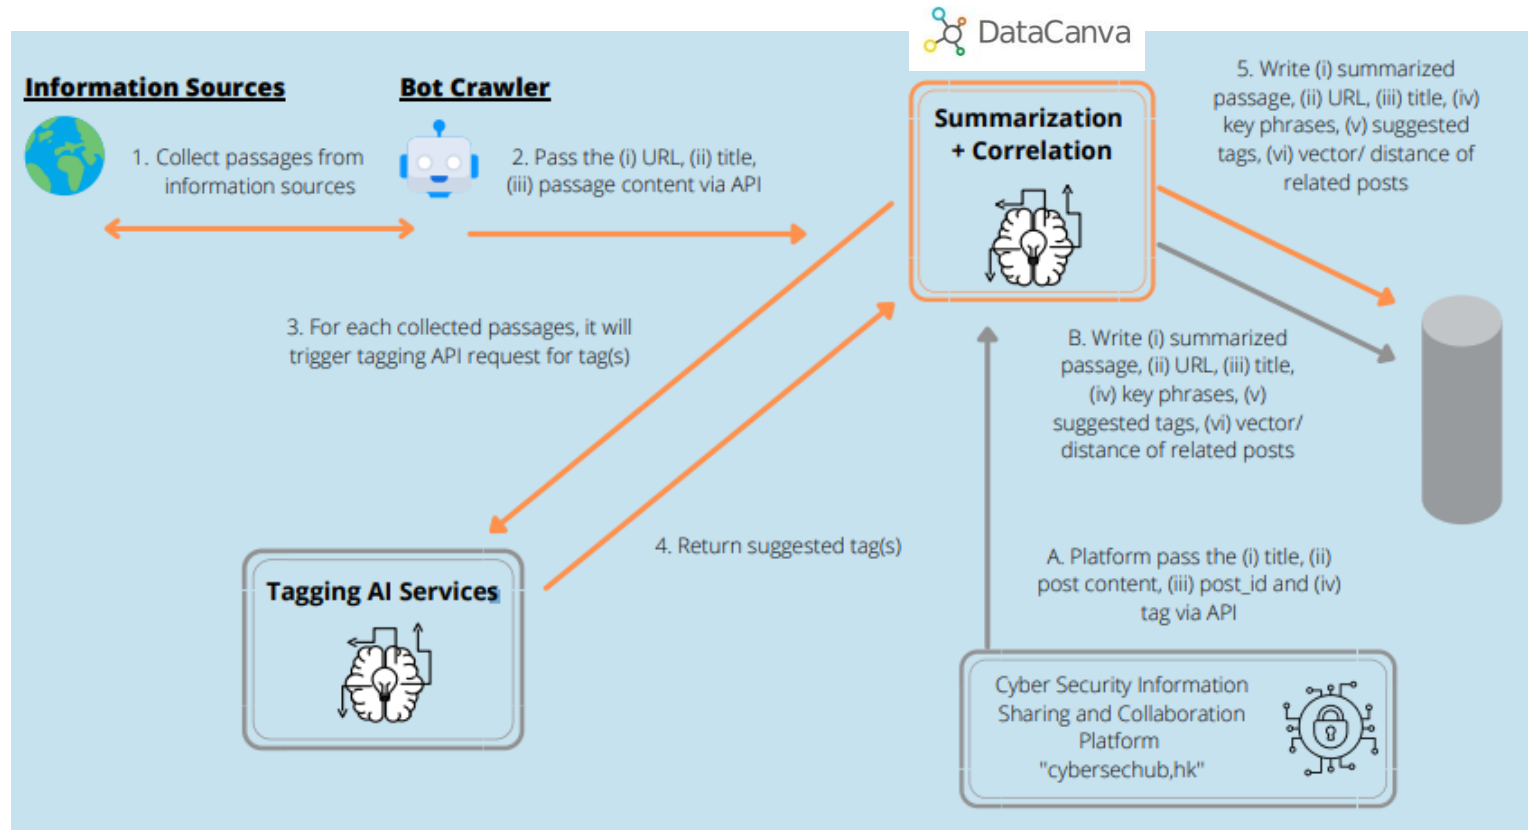 DataCanva
Information Sources
Bot Crawler
1. Collect passages from
information sources
2. Pass the (i) URL, (ii) title,
(iii) passage content via API
Summarization
+ Correlation
5. Write (i) summarized
passage, (ii) URL, (iii) title, (iv)
key phrases, (v) suggested
tags, (vi) vector/ distance of
related posts
3. For each collected passages, it will
trigger tagging API request for tag(s)
B. Write (i) summarized
passage, (ii) URL, (iii) title,
(iv) key phrases, (v)
suggested tags, (vi) vector/
distance of related posts
4. Return suggested tag(s)
A. Platform pass the (i) title, (ii)
post content, (iii) post_id and (iv)
tag via API
Tagging AI Services
Cyber Security Information
Sharing and Collaboration
Platform
"cybersechub,hk"